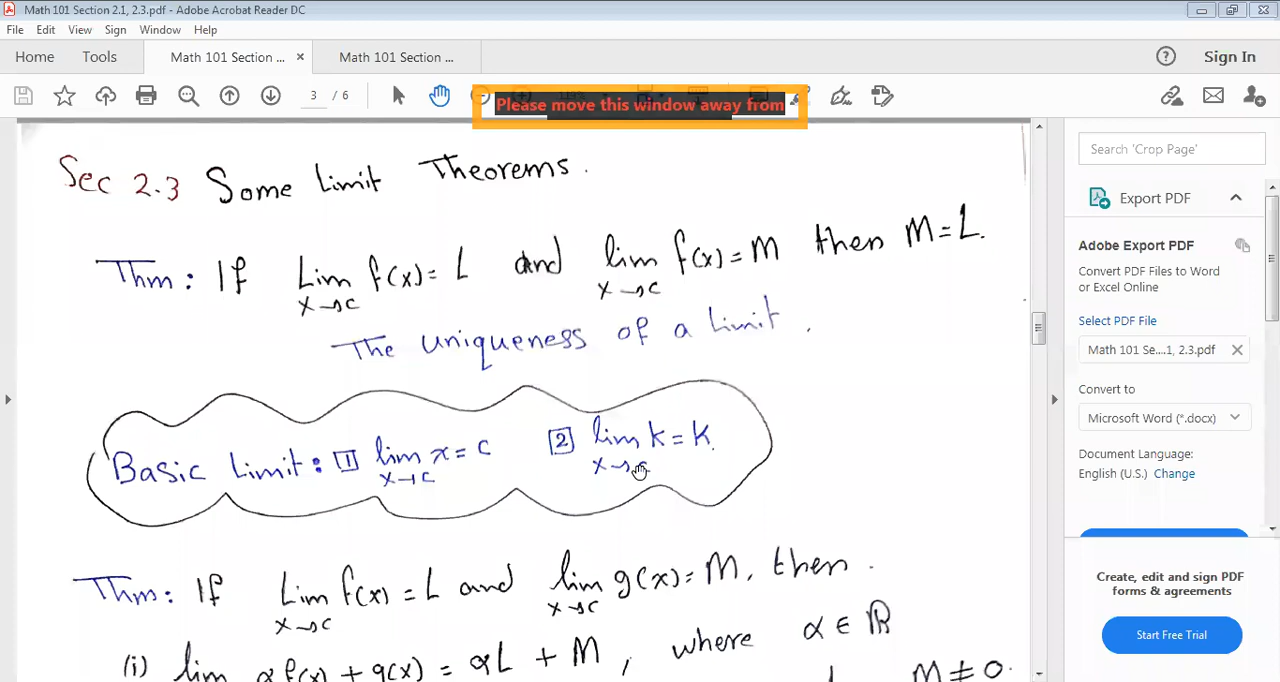 Math 101 Section 2.1, 2.3.pdf - Adobe Acrobat Reader DC
File Edit View Sign Window Help
Home Tools Math 101 Section ... × Math 101 Section ... ? Sign In
3 / 6
Please move this window away from
Sec 2.3 Some Limit Theorems.
Thm: If Lim x→c f(x) = L and lim x→c f(x) = M then M = L.
The uniqueness of a limit.
Basic Limit: 1 lim x→c x = c 2 lim x→c k = k.
Thm: If Lim x→c f(x) = L and lim x→c g(x) = M, then.
(i) lim αf(x) + g(x) = αL + M, where α ∈ ℝ
M ≠ 0.
Search 'Crop Page'
Export PDF
Adobe Export PDF
Convert PDF Files to Word
or Excel Online
Select PDF File
Math 101 Se....1, 2.3.pdf ×
Convert to
Microsoft Word (*.docx)
Document Language:
English (U.S.) Change
Create, edit and sign PDF
forms & agreements
Start Free Trial